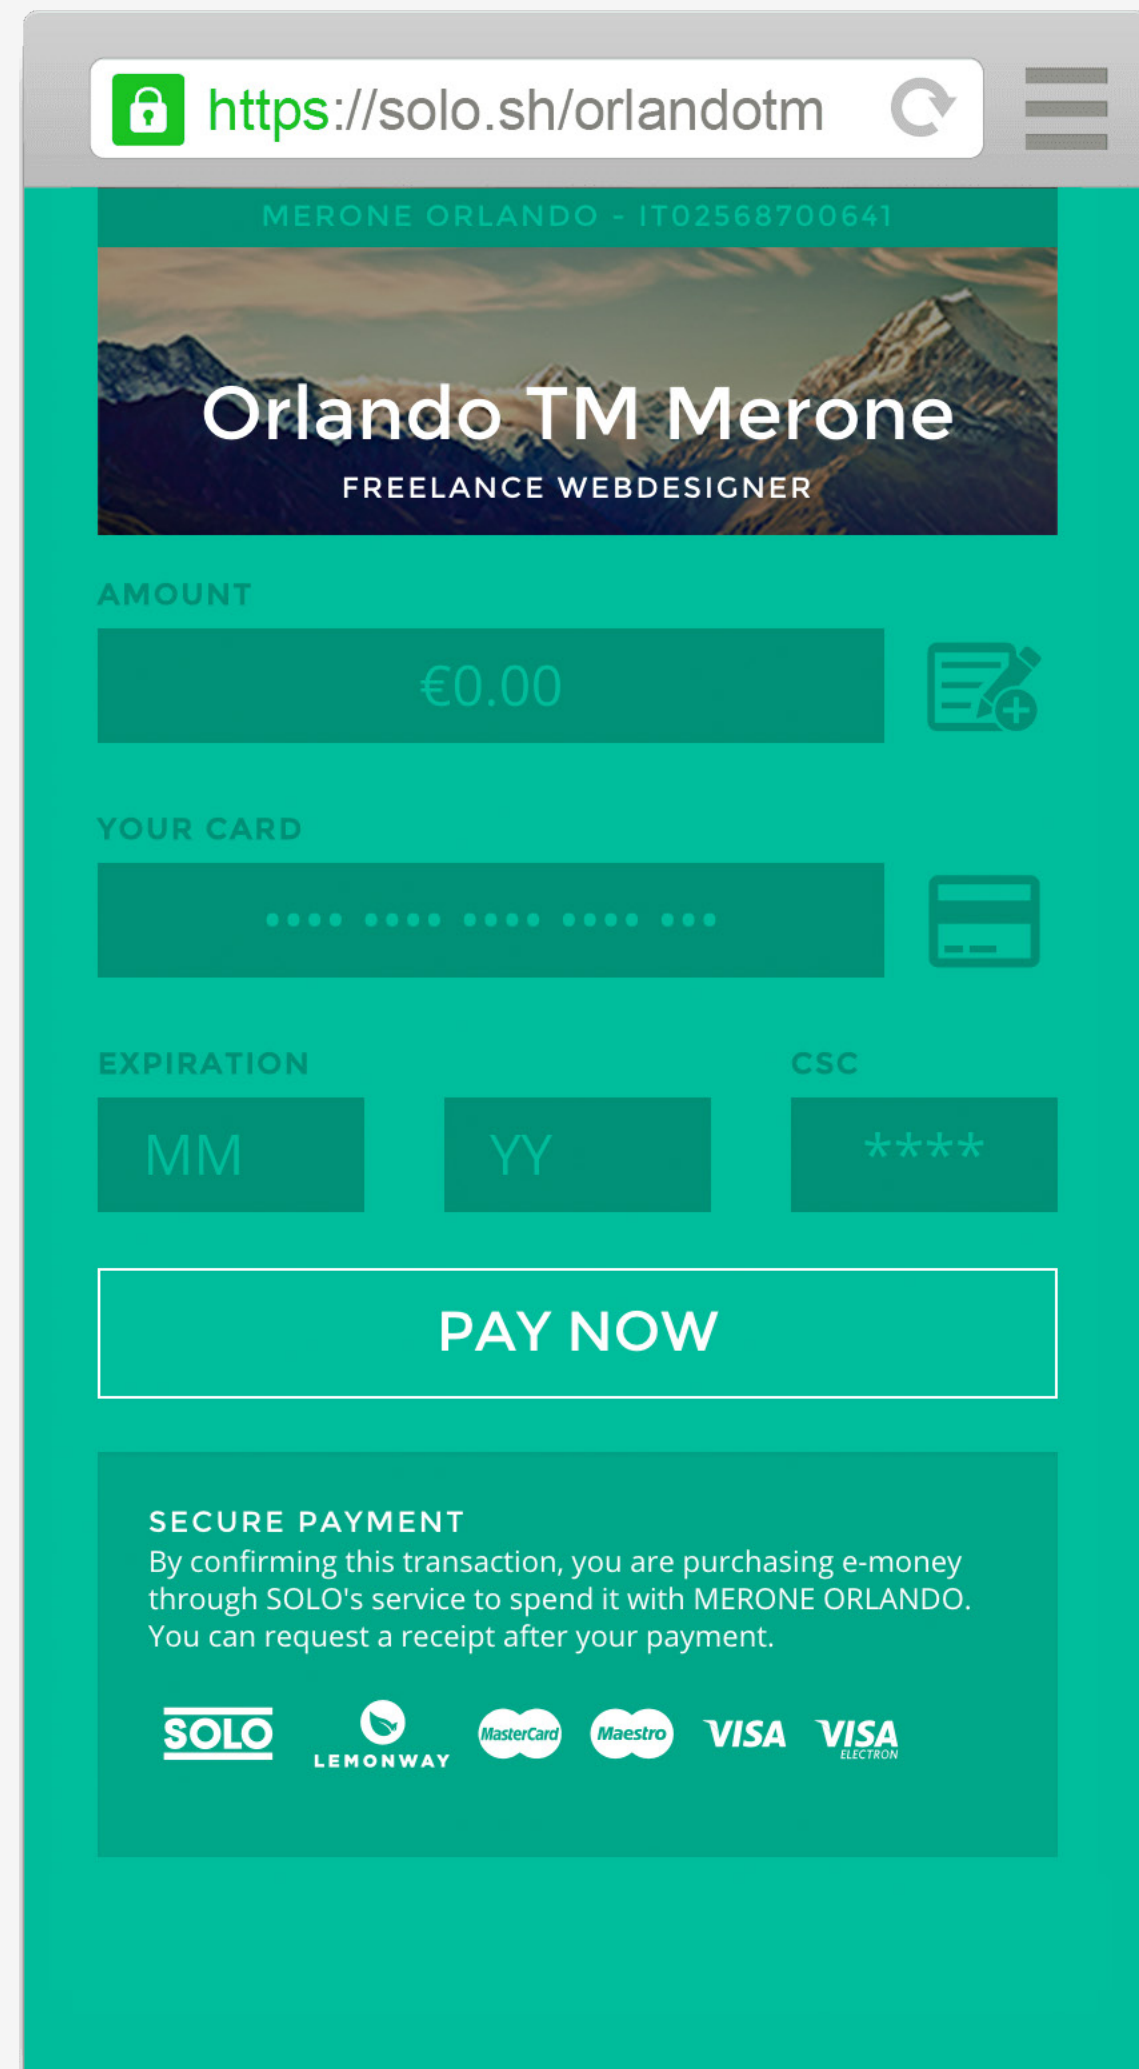 https://solo.sh/orlandotm
MERONE ORLANDO - IT02568700641
Orlando TM Merone
FREELANCE WEBDESIGNER
AMOUNT
€0.00
YOUR CARD
•••• •••• •••• •••• •••
EXPIRATION CSC
MM YY ****
PAY NOW
SECURE PAYMENT
By confirming this transaction, you are purchasing e-money
through SOLO's service to spend it with MERONE ORLANDO.
You can request a receipt after your payment.
SOLO LEMONWAY MasterCard Maestro VISA VISA ELECTRON